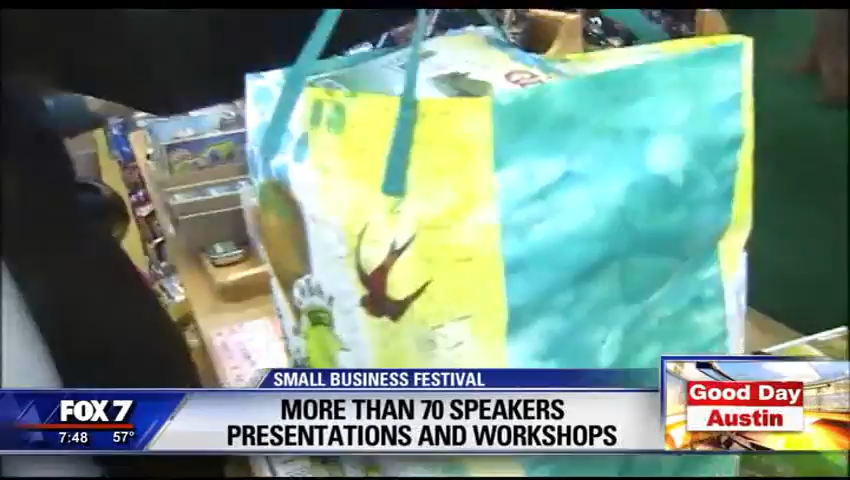 SMALL BUSINESS FESTIVAL
MORE THAN 70 SPEAKERS
PRESENTATIONS AND WORKSHOPS
FOX 7
7:48 57°
Good Day
Austin